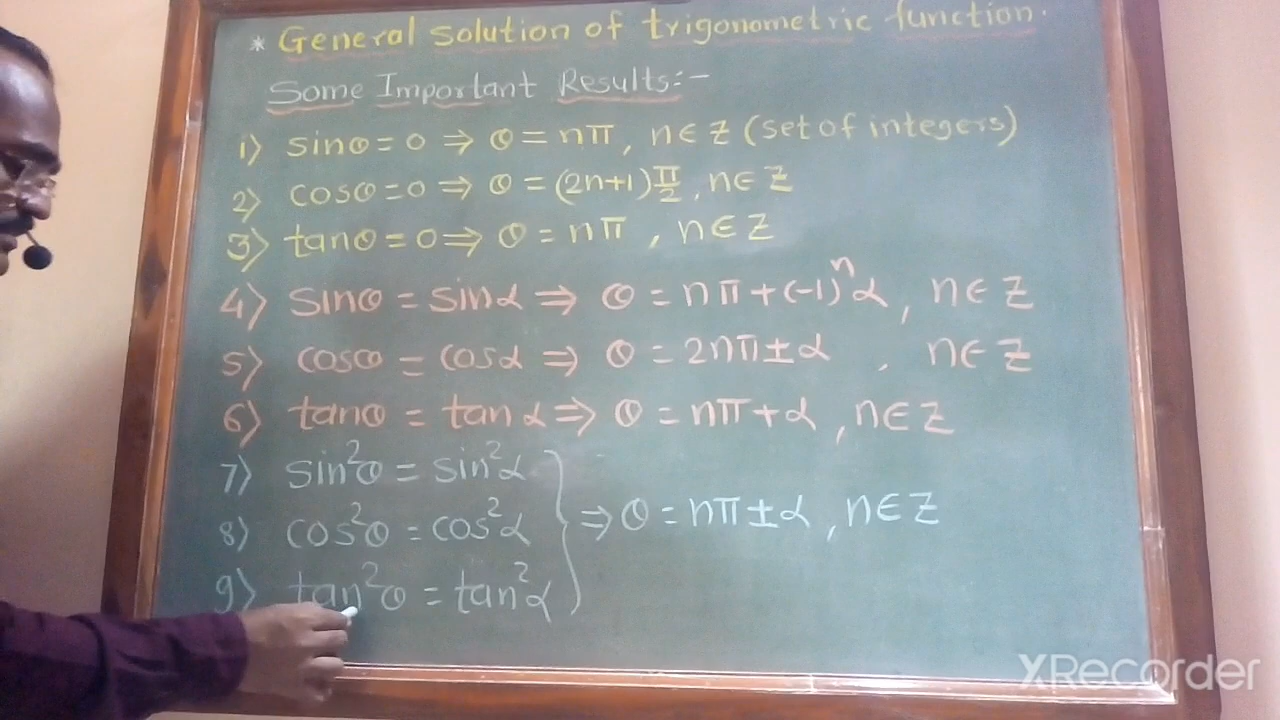 * General solution of trigonometric function.
Some Important Results:-
1) sinθ = 0 ⇒ θ = nπ, n∈Z (set of integers)
2) cosθ = 0 ⇒ θ = (2n+1)π/2, n∈Z
3) tanθ = 0 ⇒ θ = nπ, n∈Z
4) sinθ = sinα ⇒ θ = nπ+(-1)ⁿα, n∈Z
5) cosθ = cosα ⇒ θ = 2nπ±α, n∈Z
6) tanθ = tanα ⇒ θ = nπ+α, n∈Z
7) sin²θ = sin²α
8) cos²θ = cos²α } ⇒ θ = nπ±α, n∈Z
9) tan²θ = tan²α
XRecorder